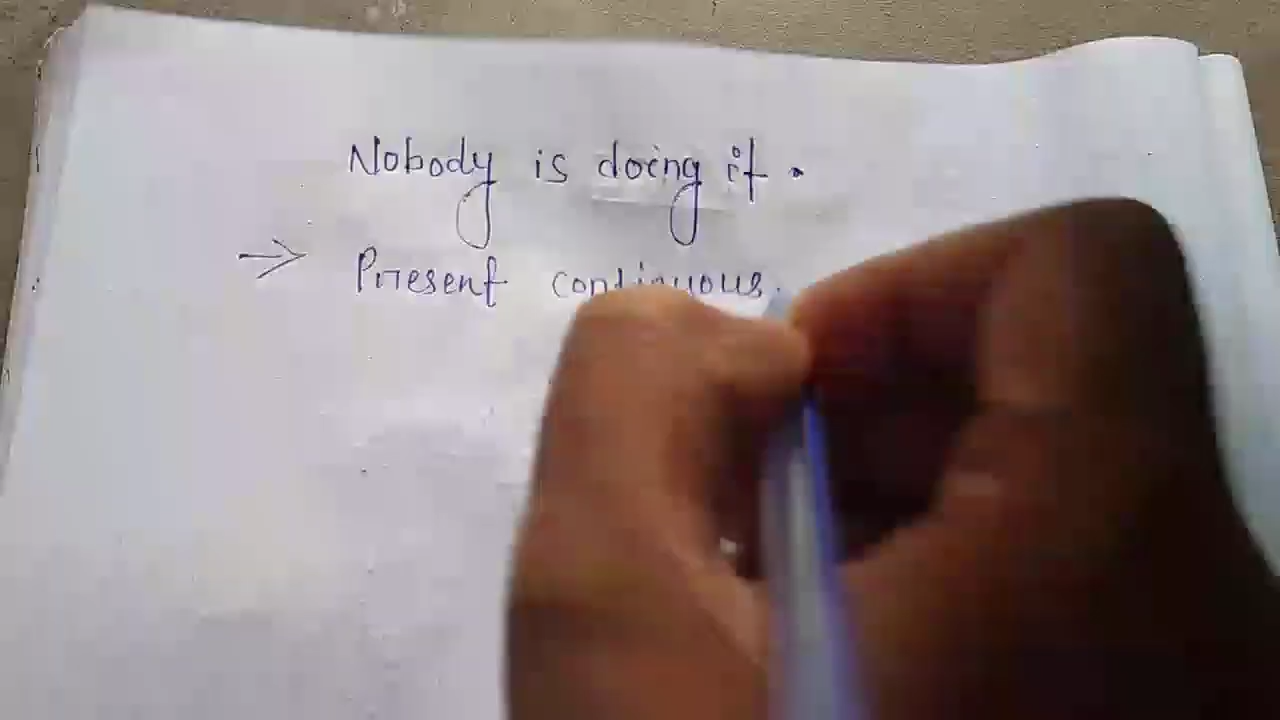 Nobody is doing it.
→ Present continuous.